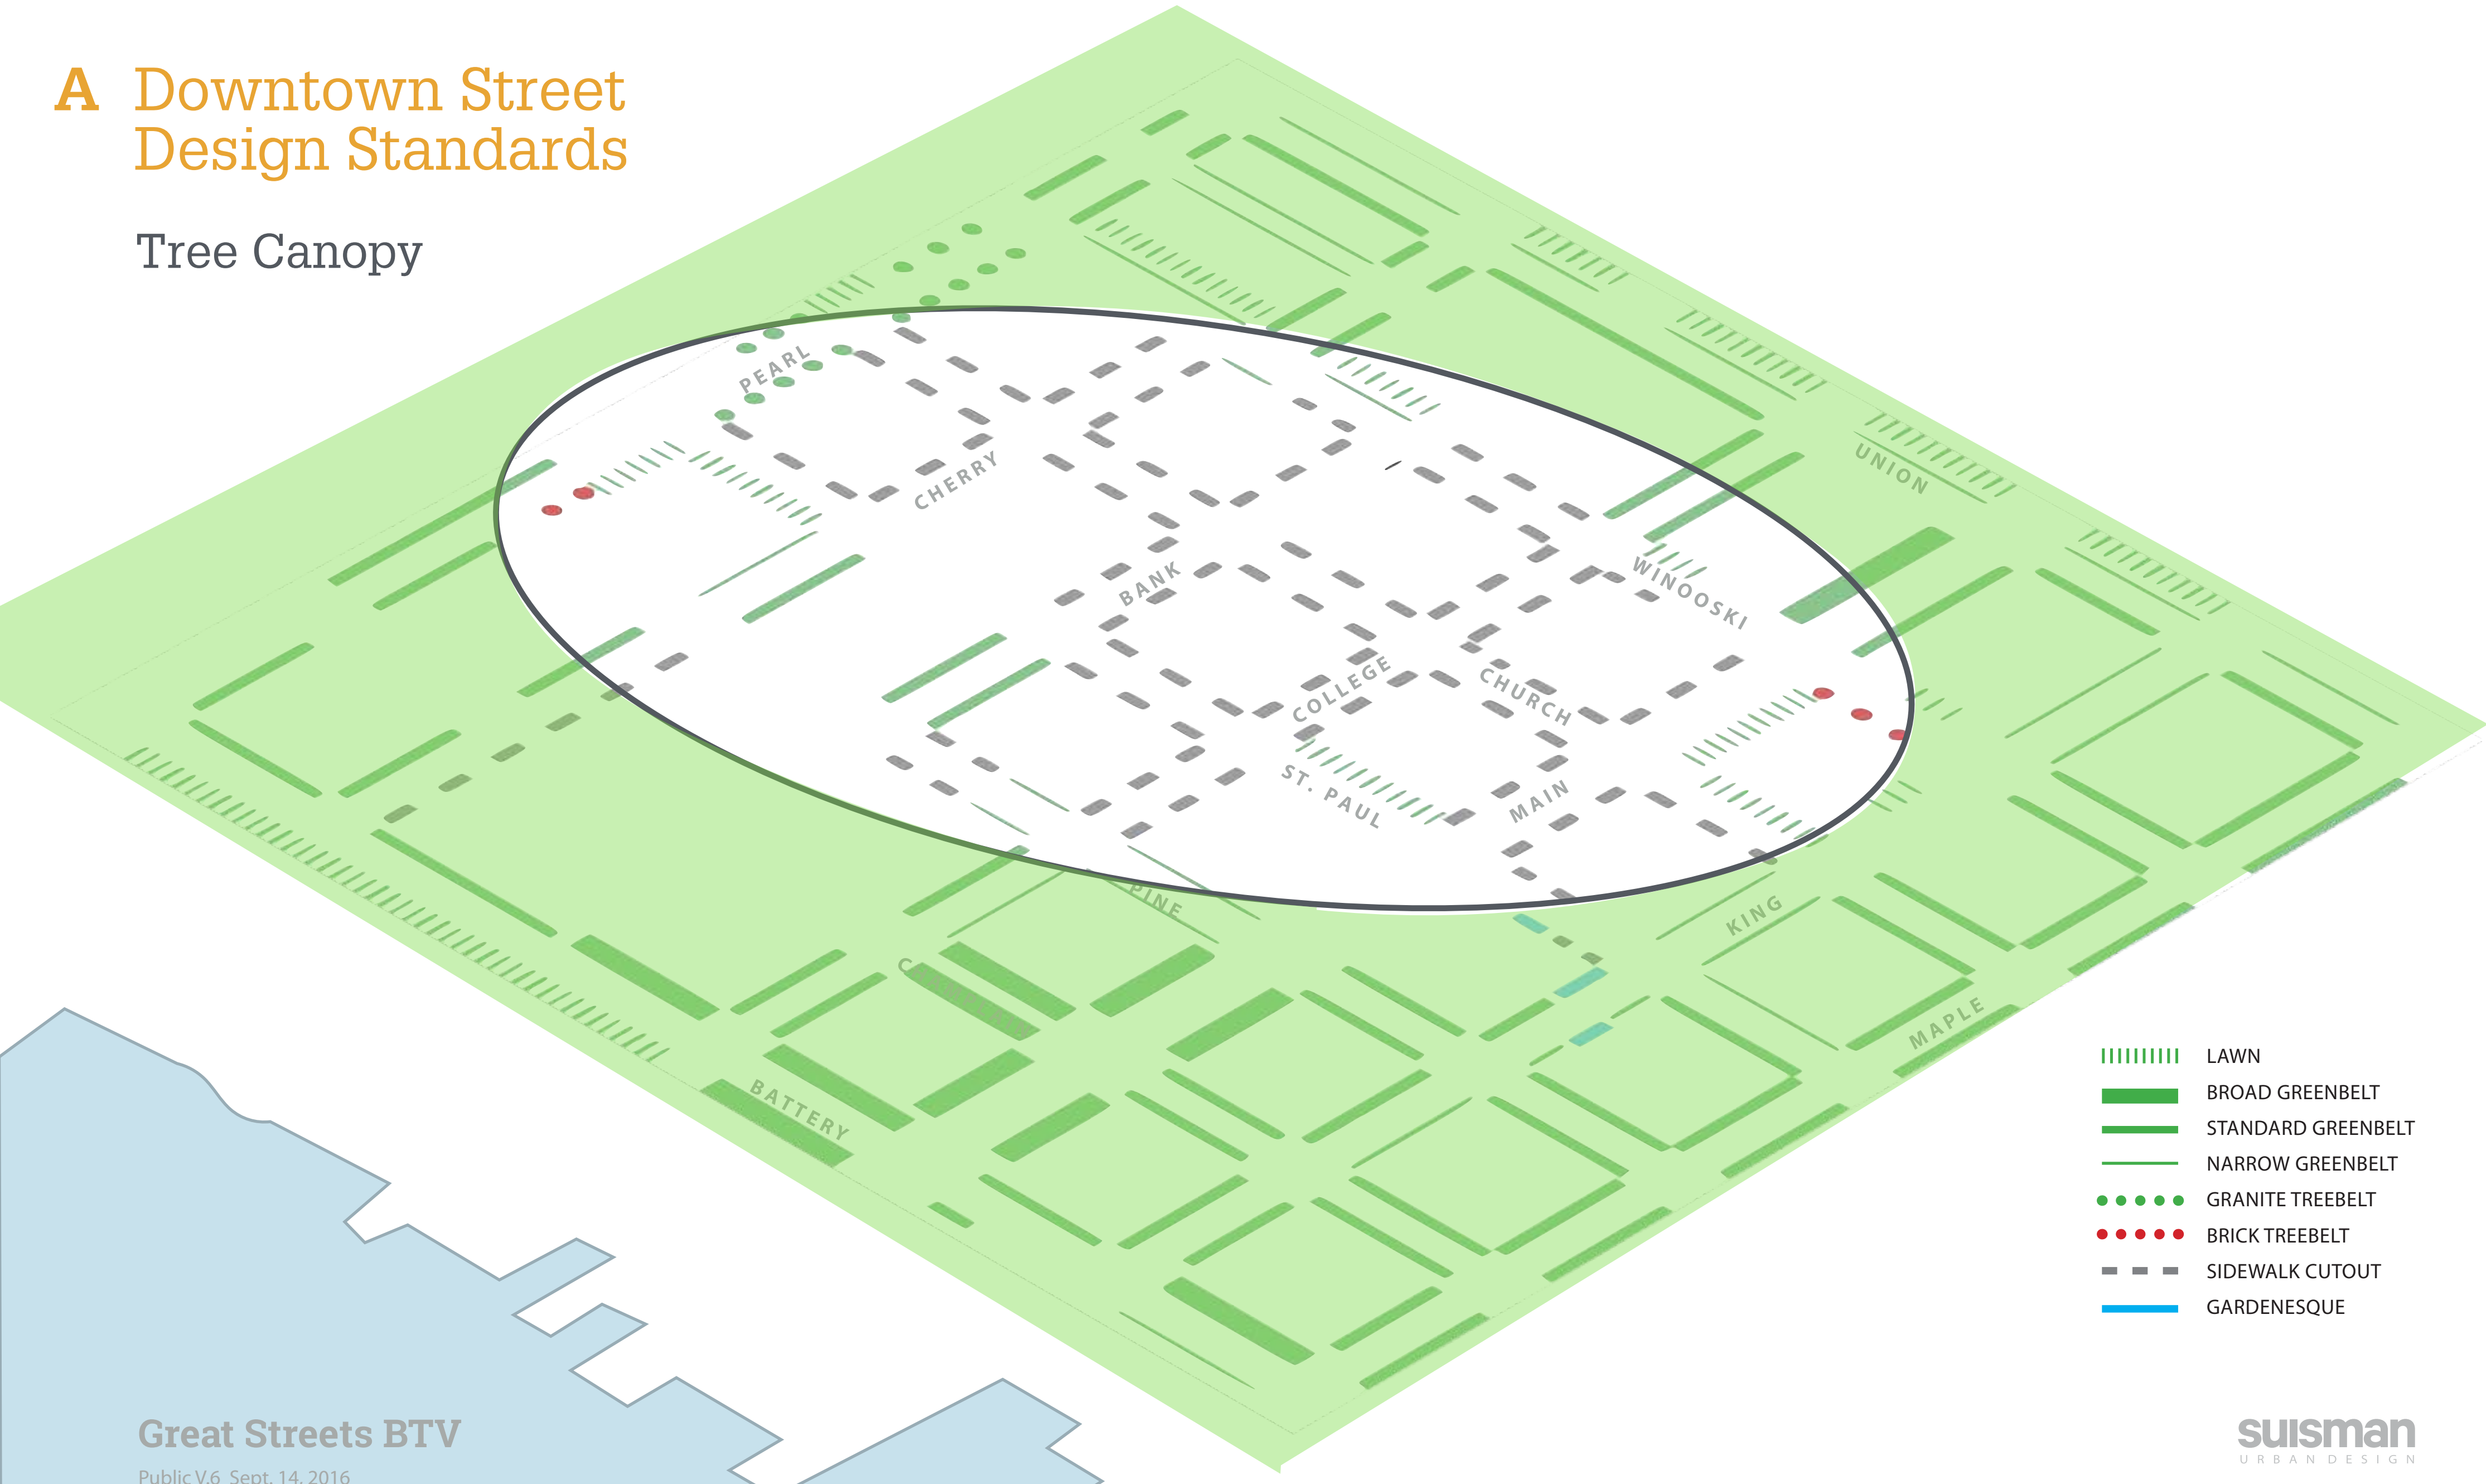 A Downtown Street
Design Standards
Tree Canopy
PEARL
CHERRY
BANK
UNION
WINOOSKI
COLLEGE
CHURCH
ST. PAUL
MAIN
PINE
KING
C
MAPLE
BATTERY
LAWN
BROAD GREENBELT
STANDARD GREENBELT
NARROW GREENBELT
GRANITE TREEBELT
BRICK TREEBELT
SIDEWALK CUTOUT
GARDENESQUE
Great Streets BTV
Public V.6 Sept. 14, 2016
suisman
URBAN DESIGN